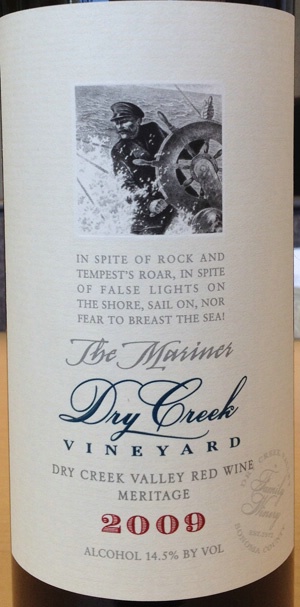 IN SPITE OF ROCK AND
TEMPEST'S ROAR, IN SPITE
OF FALSE LIGHTS ON
THE SHORE, SAIL ON, NOR
FEAR TO BREAST THE SEA!
The Mariner
Dry Creek
VINEYARD
DRY CREEK VALLEY RED WINE
MERITAGE
2009
ALCOHOL 14.5% BY VOL
Family
Winery